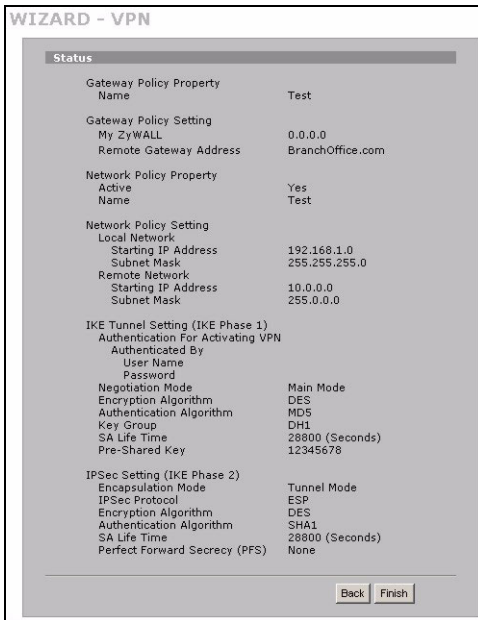 WIZARD - VPN
Status
Gateway Policy Property
Name Test
Gateway Policy Setting
My ZyWALL 0.0.0.0
Remote Gateway Address BranchOffice.com
Network Policy Property
Active Yes
Name Test
Network Policy Setting
Local Network
Starting IP Address 192.168.1.0
Subnet Mask 255.255.255.0
Remote Network
Starting IP Address 10.0.0.0
Subnet Mask 255.0.0.0
IKE Tunnel Setting (IKE Phase 1)
Authentication For Activating VPN
Authenticated By
User Name
Password
Negotiation Mode Main Mode
Encryption Algorithm DES
Authentication Algorithm MD5
Key Group DH1
SA Life Time 28800 (Seconds)
Pre-Shared Key 12345678
IPSec Setting (IKE Phase 2)
Encapsulation Mode Tunnel Mode
IPSec Protocol ESP
Encryption Algorithm DES
Authentication Algorithm SHA1
SA Life Time 28800 (Seconds)
Perfect Forward Secrecy (PFS) None
Back Finish